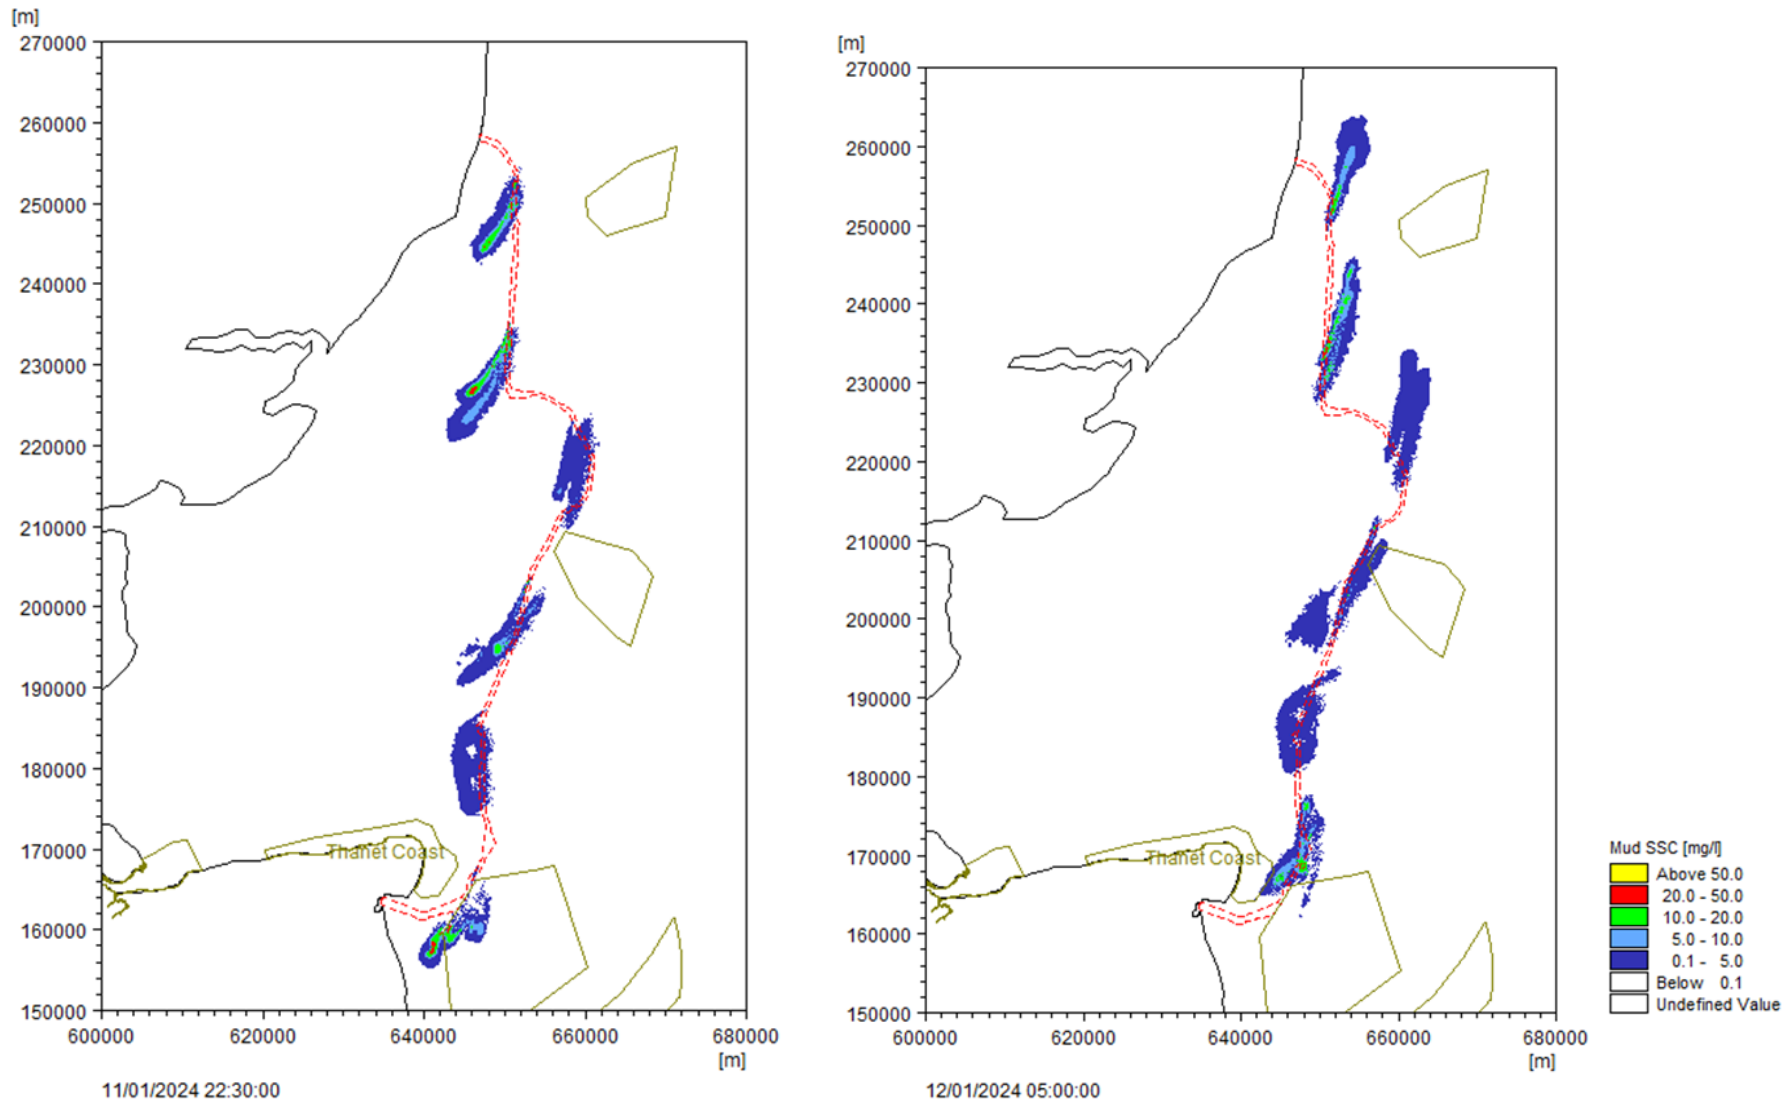 [m]
270000
260000
250000
240000
230000
220000
210000
200000
190000
180000
170000
160000
150000
600000 620000 640000 660000 680000
[m]
Thanet Coast
11/01/2024 22:30:00
[m]
270000
260000
250000
240000
230000
220000
210000
200000
190000
180000
170000
160000
150000
600000 620000 640000 660000 680000
[m]
Thanet Coast
12/01/2024 05:00:00
Mud SSC [mg/l]
Above 50.0
20.0 - 50.0
10.0 - 20.0
5.0 - 10.0
0.1 - 5.0
Below 0.1
Undefined Value